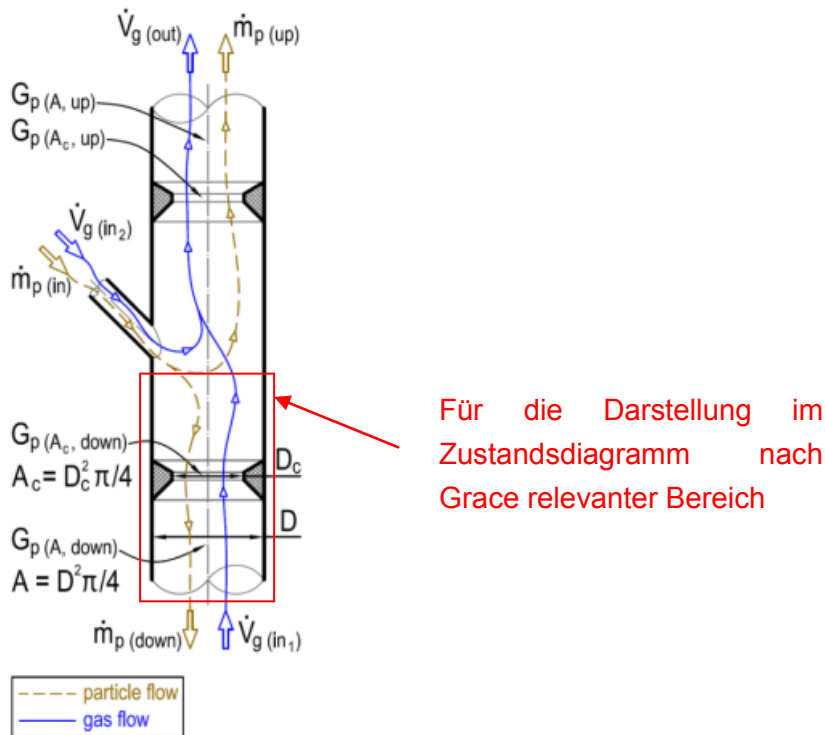 V̇g (out)
ṁp (up)
Gp (A, up)
Gp (Ac, up)
V̇g (in2)
ṁp (in)
Gp (Ac, down)
Dc
Ac = Dc²π/4
D
Gp (A, down)
A = D²π/4
ṁp (down)
V̇g (in1)
particle flow
gas flow
Für die Darstellung im
Zustandsdiagramm nach
Grace relevanter Bereich